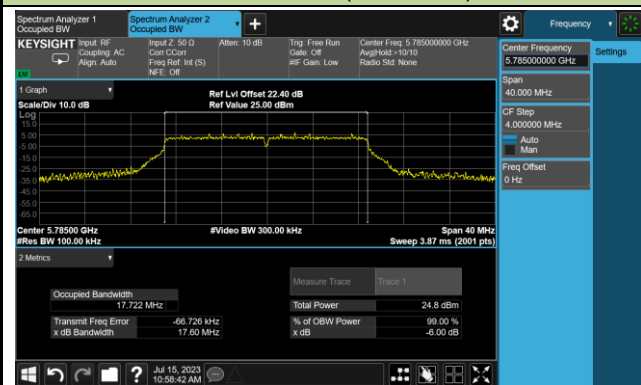 Spectrum Analyzer 1
Occupied BW
Spectrum Analyzer 2
Occupied BW
Frequency
KEYSIGHT
Input: RF
Coupling: AC
Align: Auto
Input Z: 50 Ω
Corr CCorr
Freq Ref: Int (S)
NFE: Off
Atten: 10 dB
Trig: Free Run
Gate: Off
#IF Gain: Low
Center Freq: 5.785000000 GHz
Avg|Hold:>10/10
Radio Std: None
Center Frequency
5.785000000 GHz
Settings
Span
40.000 MHz
CF Step
4.000000 MHz
Auto
Man
Freq Offset
0 Hz
1 Graph
Scale/Div 10.0 dB
Ref Lvl Offset 22.40 dB
Ref Value 25.00 dBm
Log
15.0
5.00
-5.00
-15.0
-25.0
-35.0
-45.0
-55.0
-65.0
Center 5.78500 GHz
#Res BW 100.00 kHz
#Video BW 300.00 kHz
Span 40 MHz
Sweep 3.87 ms (2001 pts)
2 Metrics
Measure Trace
Trace 1
Occupied Bandwidth
17.722 MHz
Total Power
24.8 dBm
Transmit Freq Error
-66.726 kHz
% of OBW Power
99.00 %
x dB Bandwidth
17.60 MHz
x dB
-6.00 dB
Jul 15, 2023
10:58:42 AM